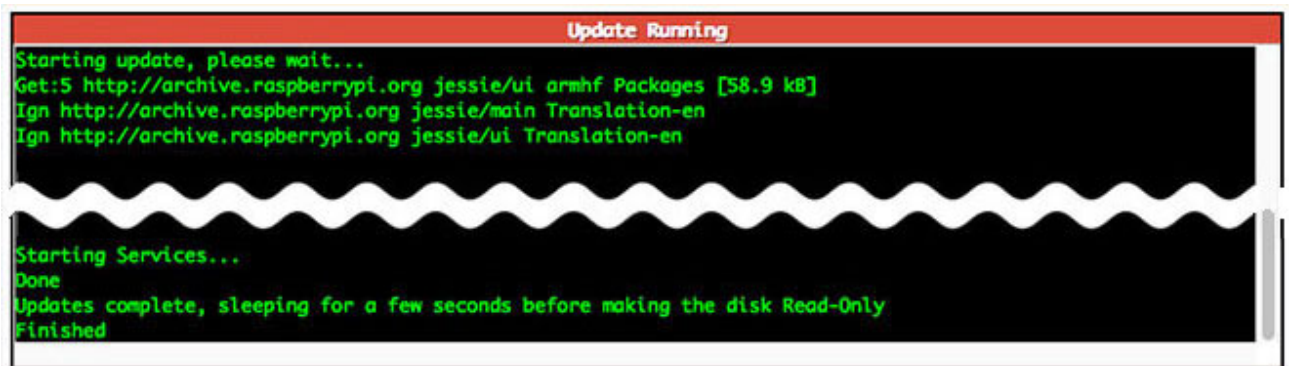 Update Running
Starting update, please wait...
Get:5 http://archive.raspberrypi.org jessie/ui armhf Packages [58.9 kB]
Ign http://archive.raspberrypi.org jessie/main Translation-en
Ign http://archive.raspberrypi.org jessie/ui Translation-en
Starting Services...
Done
Updates complete, sleeping for a few seconds before making the disk Read-Only
Finished